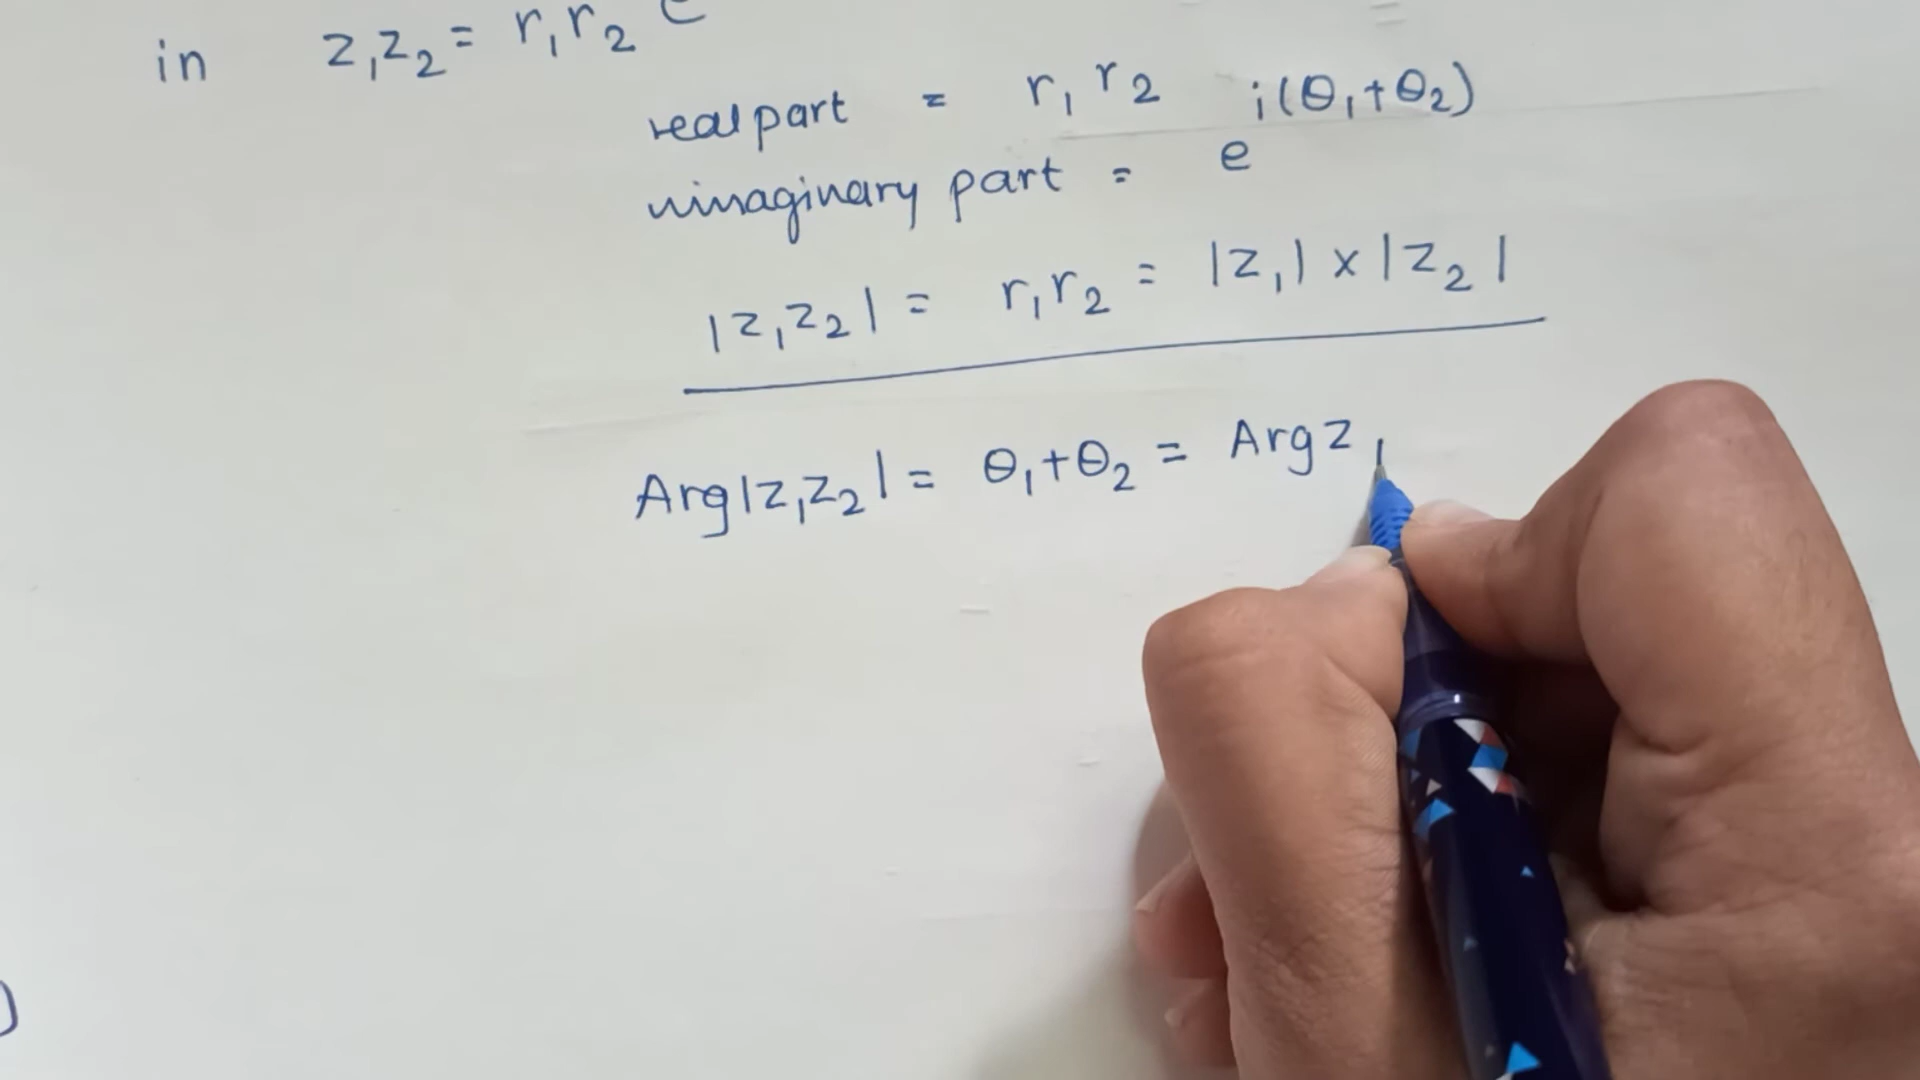 in z₁z₂ = r₁r₂ e
real part = r₁ r₂
imaginary part = e^i(θ₁+θ₂)
|z₁z₂| = r₁r₂ = |z₁| x |z₂|
Arg|z₁z₂| = θ₁+θ₂ = Arg z₁
)